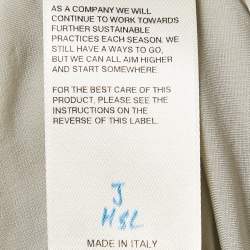 AS A COMPANY WE WILL
CONTINUE TO WORK TOWARDS
FURTHER SUSTAINABLE
PRACTICES EACH SEASON. WE
STILL HAVE A WAYS TO GO,
BUT WE CAN ALL AIM HIGHER
AND START SOMEWHERE.
FOR THE BEST CARE OF THIS
PRODUCT, PLEASE SEE THE
INSTRUCTIONS ON THE
REVERSE OF THIS LABEL.
3
HSL
MADE IN ITALY